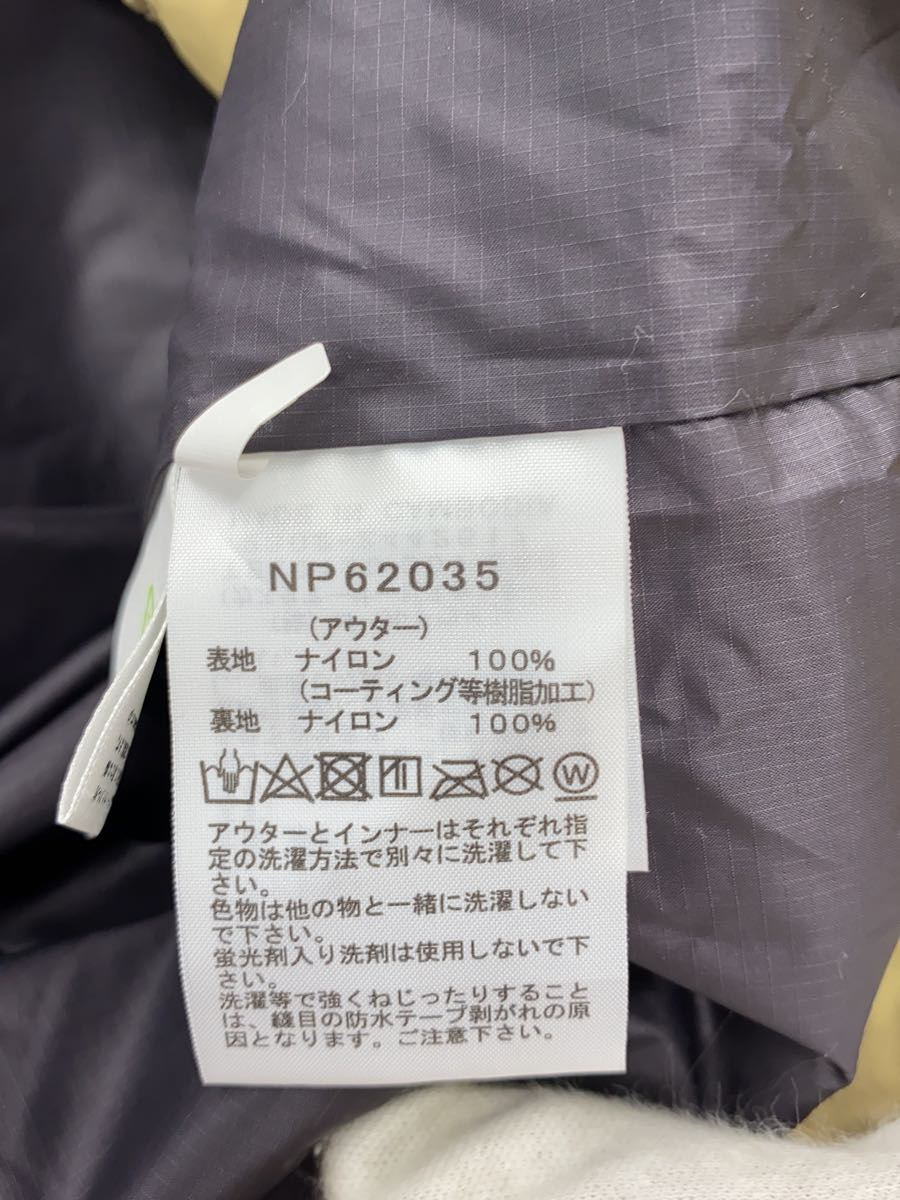 NP62035
(アウター)
表地 ナイロン 100%
(コーティング等樹脂加工)
裏地 ナイロン 100%
W
アウターとインナーはそれぞれ指
定の洗濯方法で別々に洗濯して下
さい。
色物は他の物と一緒に洗濯しない
で下さい。
蛍光剤入り洗剤は使用しないで下
さい。
洗濯等で強くねじったりすること
は、縫目の防水テープ剥がれの原
因となります。ご注意下さい。